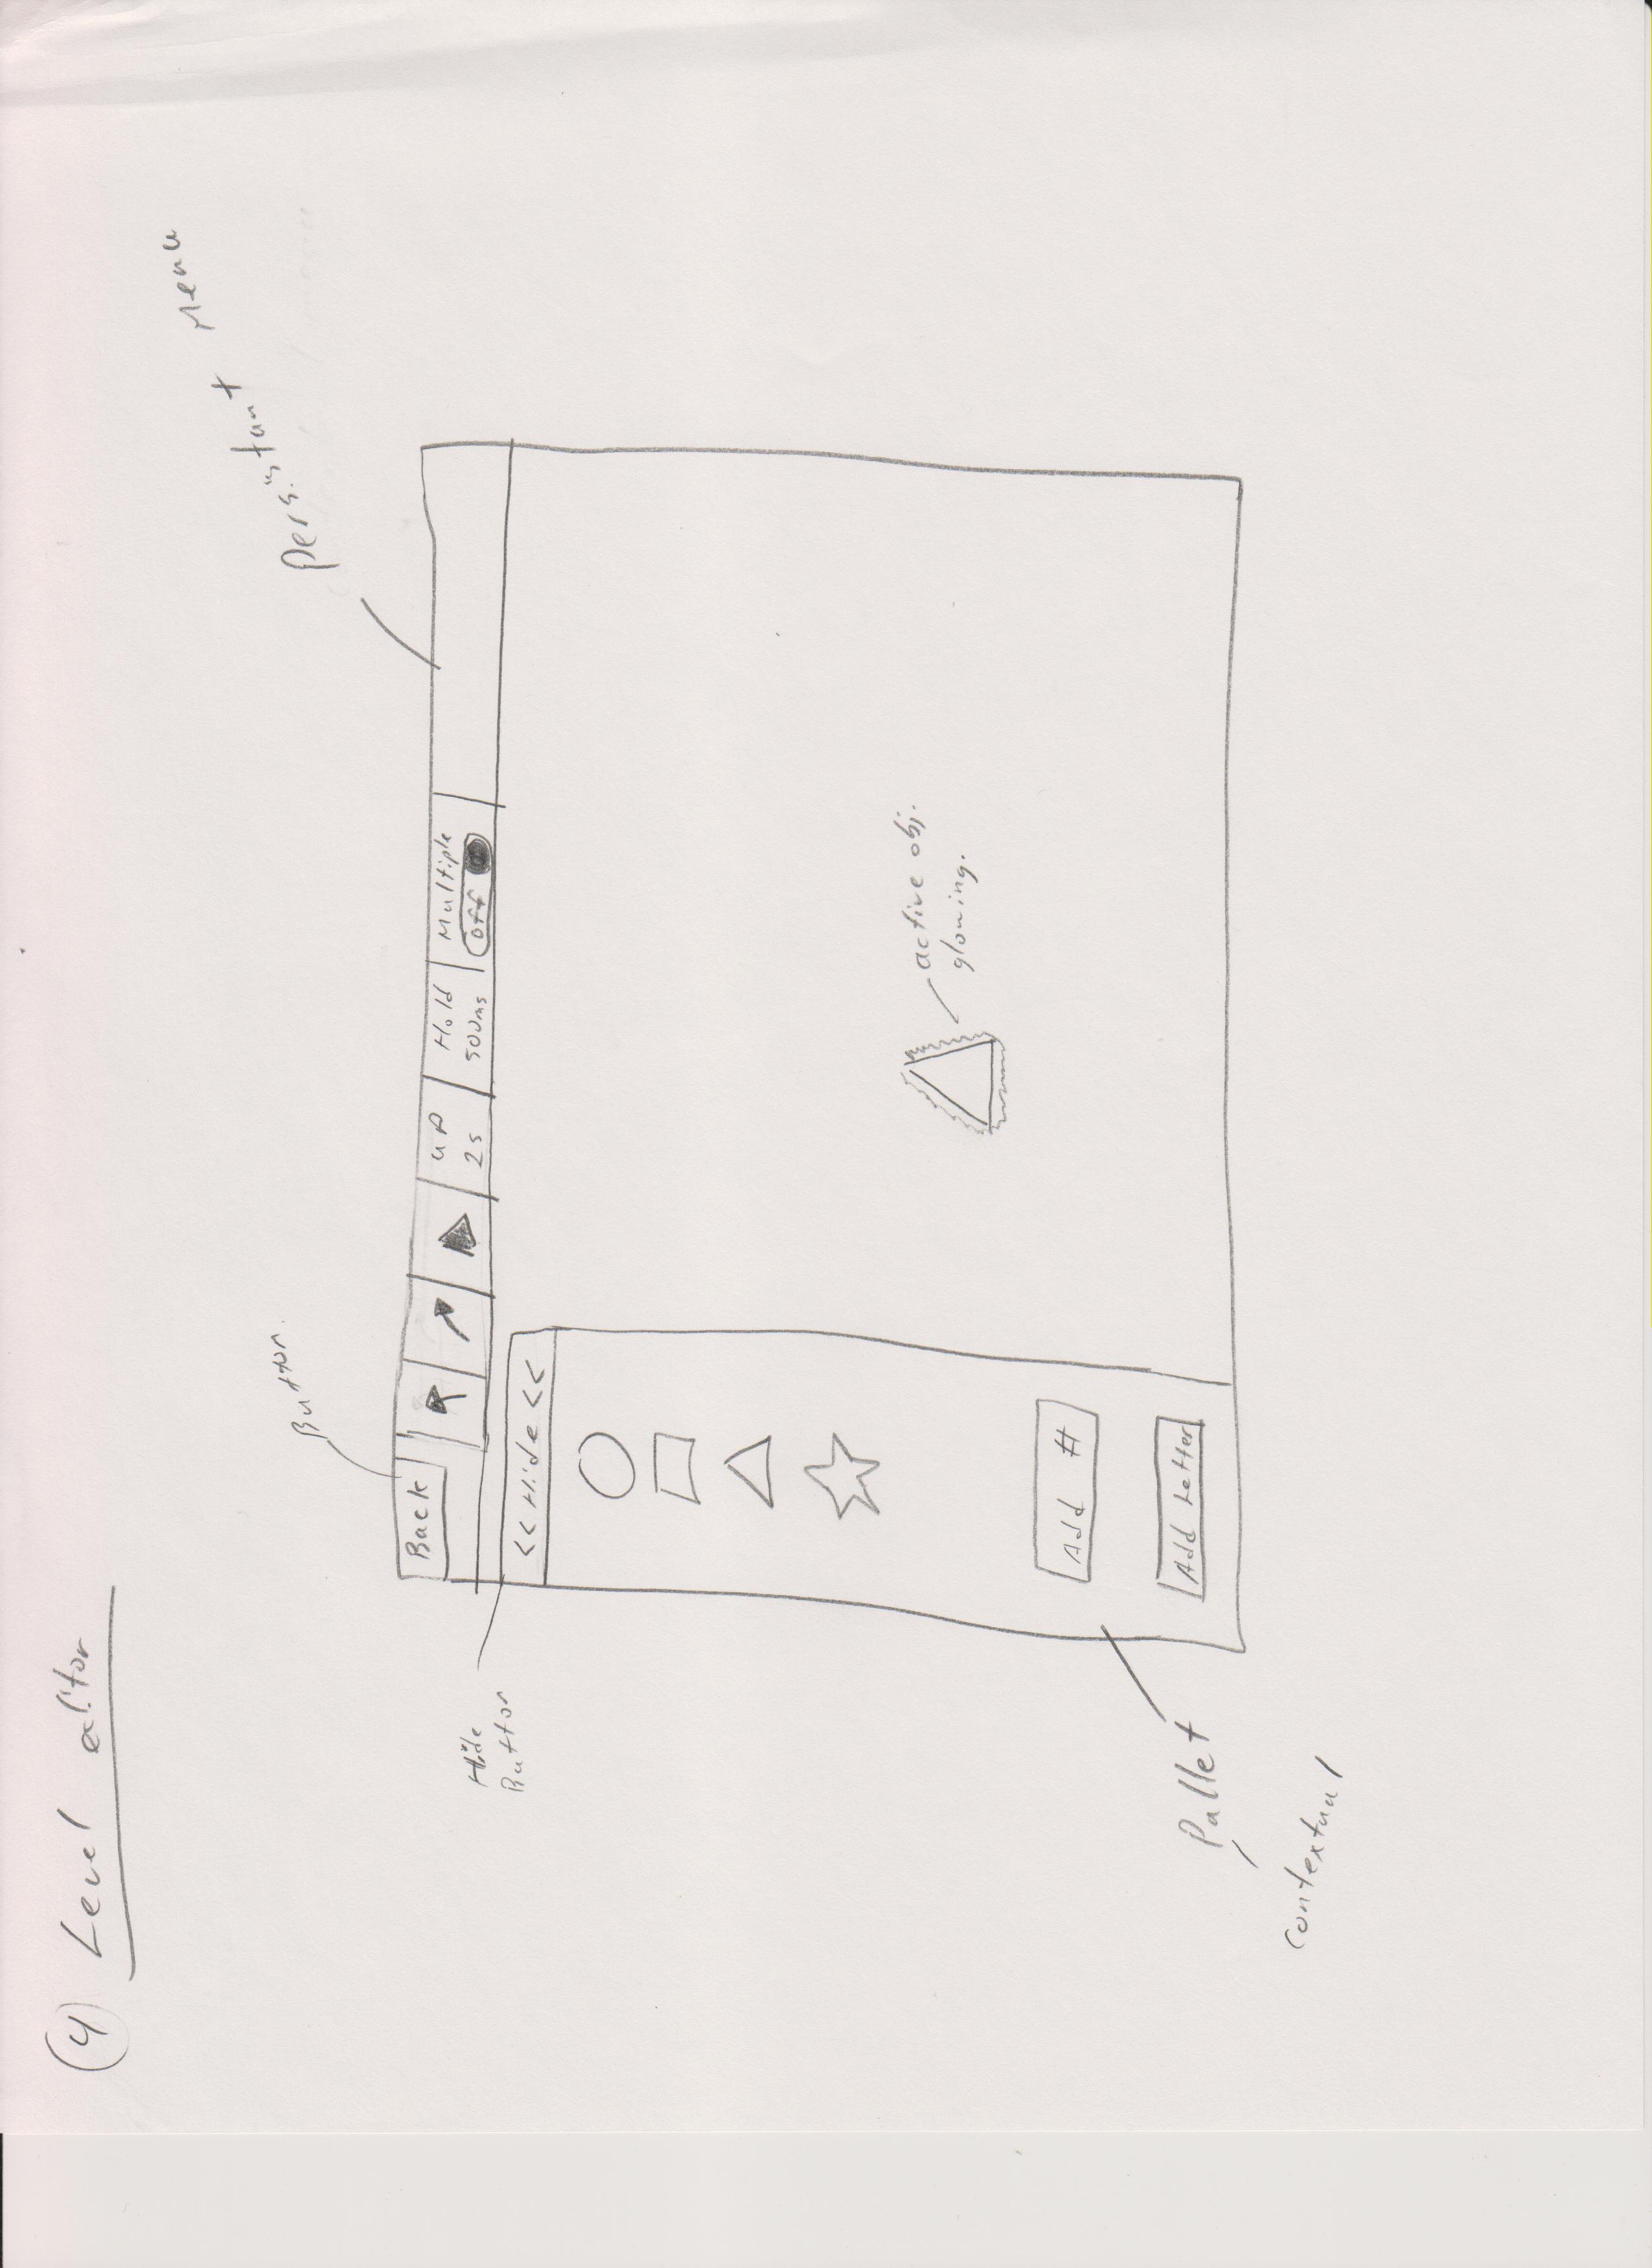 (4) Level editor
Persistant Menu
Button.
Back
up
2s
Hold
500ms
Multiple
off
Hide
Button
<< Hide <<
active obj.
glowing.
Add #
Add Letter
Pallet
contextual